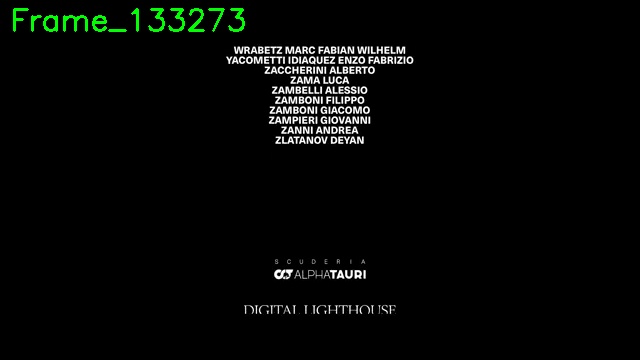 Frame_133273
WRABETZ MARC FABIAN WILHELM
YACOMETTI IDIAQUEZ ENZO FABRIZIO
ZACCHERINI ALBERTO
ZAMA LUCA
ZAMBELLI ALESSIO
ZAMBONI FILIPPO
ZAMBONI GIACOMO
ZAMPIERI GIOVANNI
ZANNI ANDREA
ZLATANOV DEYAN
SCUDERIA
ALPHATAURI
DIGITAL LIGHTHOUSE